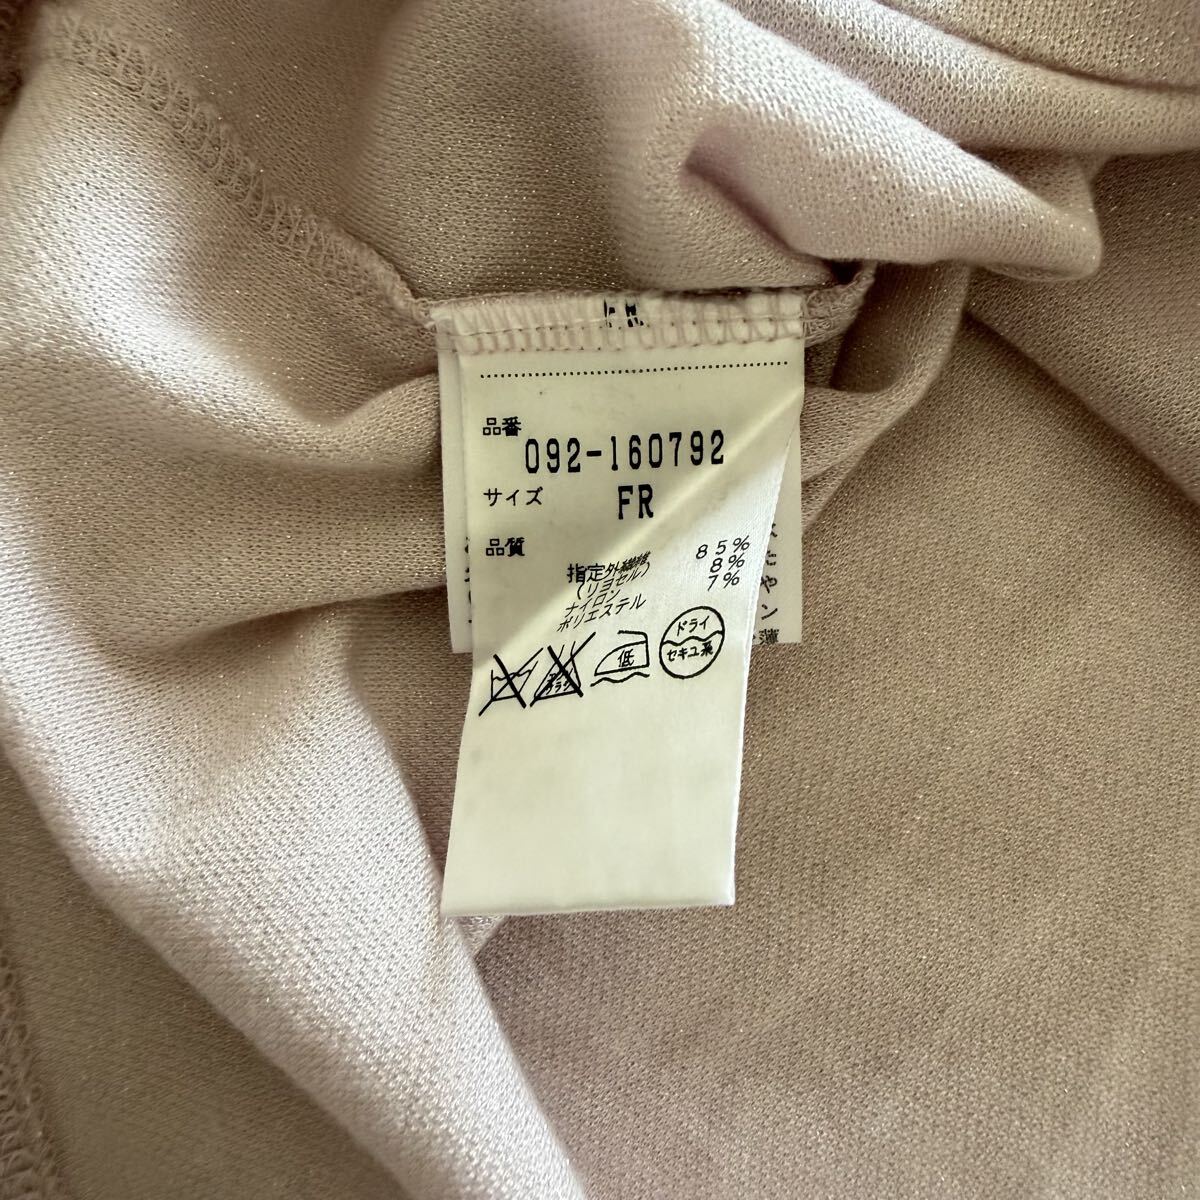 品番
092-160792
サイズ FR
品質
指定外繊維 85%
(リヨセル)
ナイロン 8%
ポリエステル 7%
低
ドライ
セキユ系